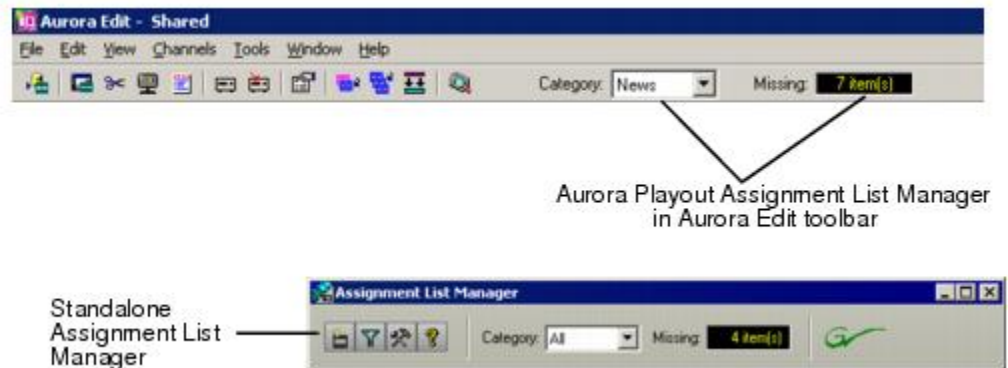 Aurora Edit - Shared
File Edit View Channels Tools Window Help
Category: News Missing: 7 item(s)
Aurora Playout Assignment List Manager
in Aurora Edit toolbar
Assignment List Manager
Standalone
Assignment List
Manager
Category: All Missing: 4 item(s)